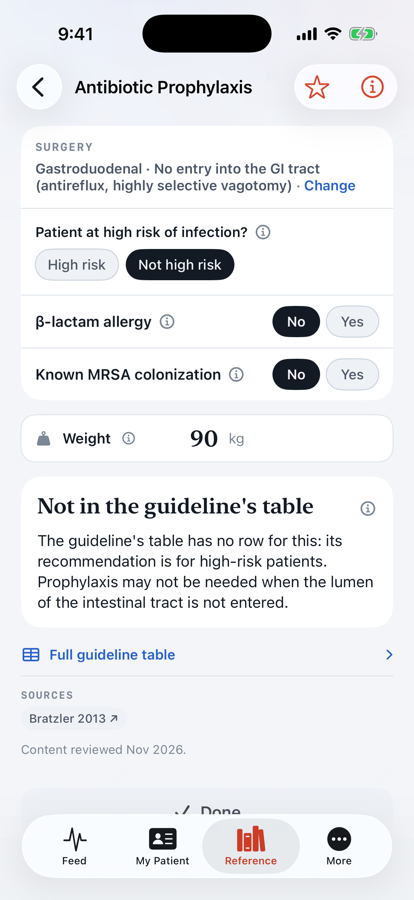 9:41
Antibiotic Prophylaxis
SURGERY
Gastroduodenal · No entry into the GI tract
(antireflux, highly selective vagotomy) · Change
Patient at high risk of infection?
High risk
Not high risk
β-lactam allergy
No
Yes
Known MRSA colonization
No
Yes
Weight
90 kg
Not in the guideline's table
The guideline's table has no row for this: its
recommendation is for high-risk patients.
Prophylaxis may not be needed when the lumen
of the intestinal tract is not entered.
Full guideline table
SOURCES
Bratzler 2013 ↗
Content reviewed Nov 2026.
Done
Feed
My Patient
Reference
More